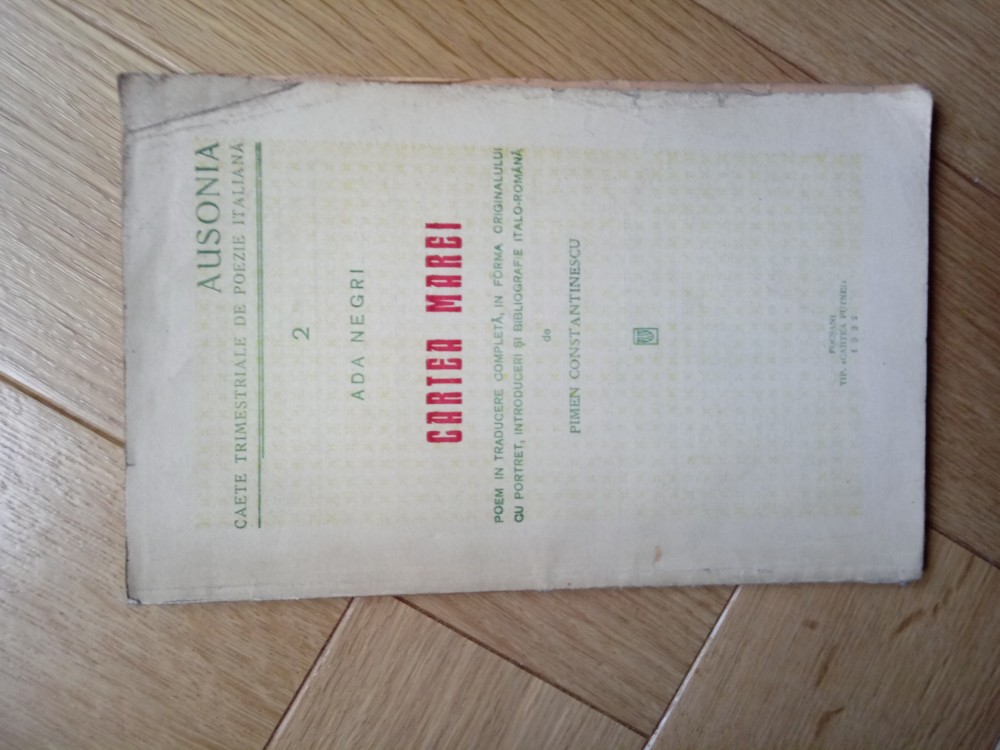 AUSONIA
CAETE TRIMESTRIALE DE POEZIE ITALIANĂ
2
ADA NEGRI
CARTEA MAREI
POEM IN TRADUCERE COMPLETĂ, IN FORMA ORIGINALULUI
CU PORTRET, INTRODUCERI ȘI BIBLIOGRAFIE ITALO-ROMÂNĂ
de
PIMEN CONSTANTINESCU
FOCȘANI
TIP. «CARTEA PUTNEI»